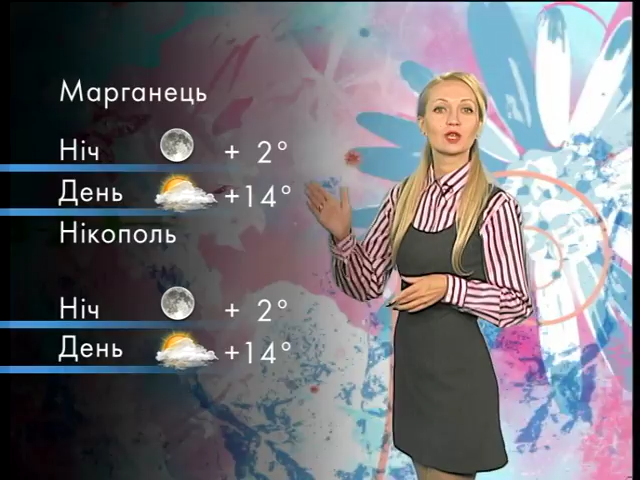 Марганець
Ніч + 2°
День +14°
Нікополь
Ніч + 2°
День +14°